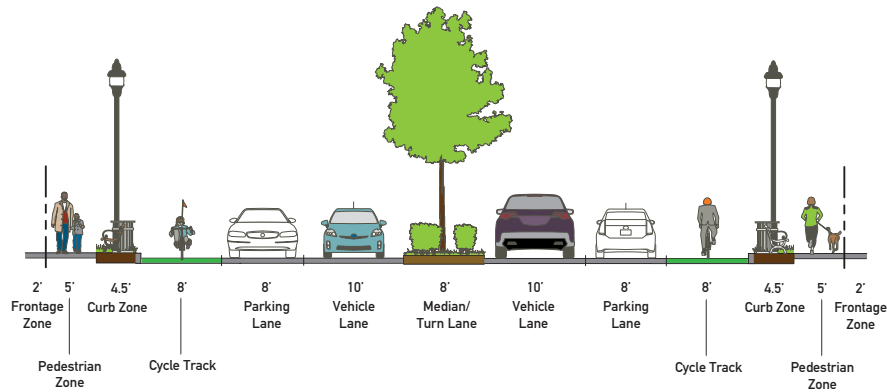 2’ 5’ 4.5’ 8’ 8’ 10’ 8’ 10’ 8’ 8’ 4.5’ 5’ 2’
Frontage Zone
Curb Zone
Parking Lane
Vehicle Lane
Median/ Turn Lane
Vehicle Lane
Parking Lane
Curb Zone
Frontage Zone
Pedestrian Zone
Cycle Track
Cycle Track
Pedestrian Zone